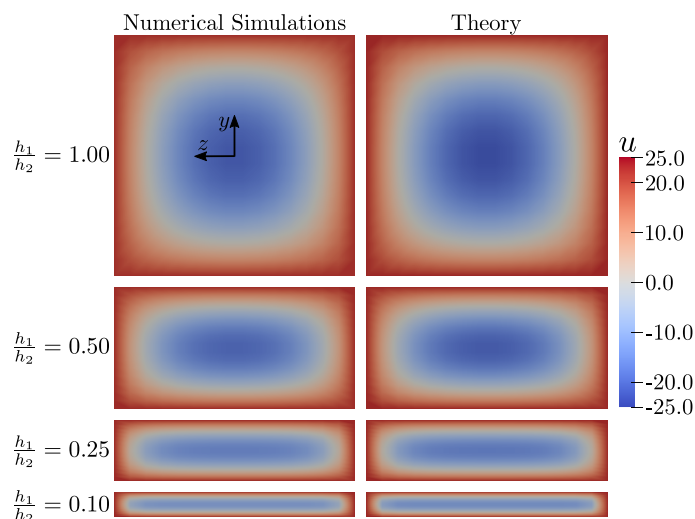 Numerical Simulations
Theory
h₁/h₂ = 1.00
y
z
h₁/h₂ = 0.50
h₁/h₂ = 0.25
h₁/h₂ = 0.10
u
25.0
20.0
10.0
0.0
-10.0
-20.0
-25.0